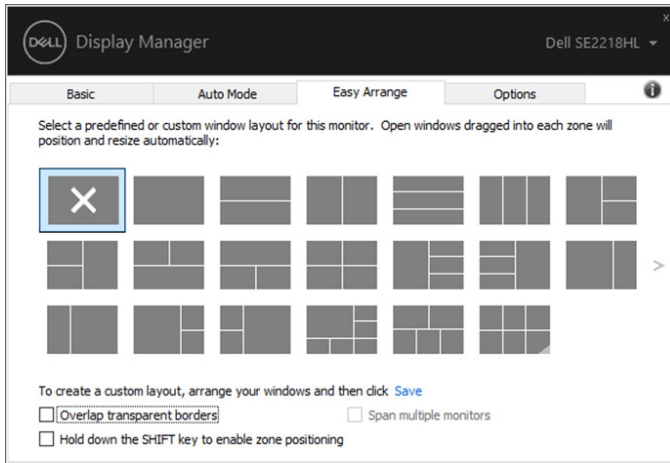 x
DELL Display Manager
Dell SE2218HL
Basic
Auto Mode
Easy Arrange
Options
i
Select a predefined or custom window layout for this monitor. Open windows dragged into each zone will
position and resize automatically:
>
To create a custom layout, arrange your windows and then click Save
Overlap transparent borders
Span multiple monitors
Hold down the SHIFT key to enable zone positioning